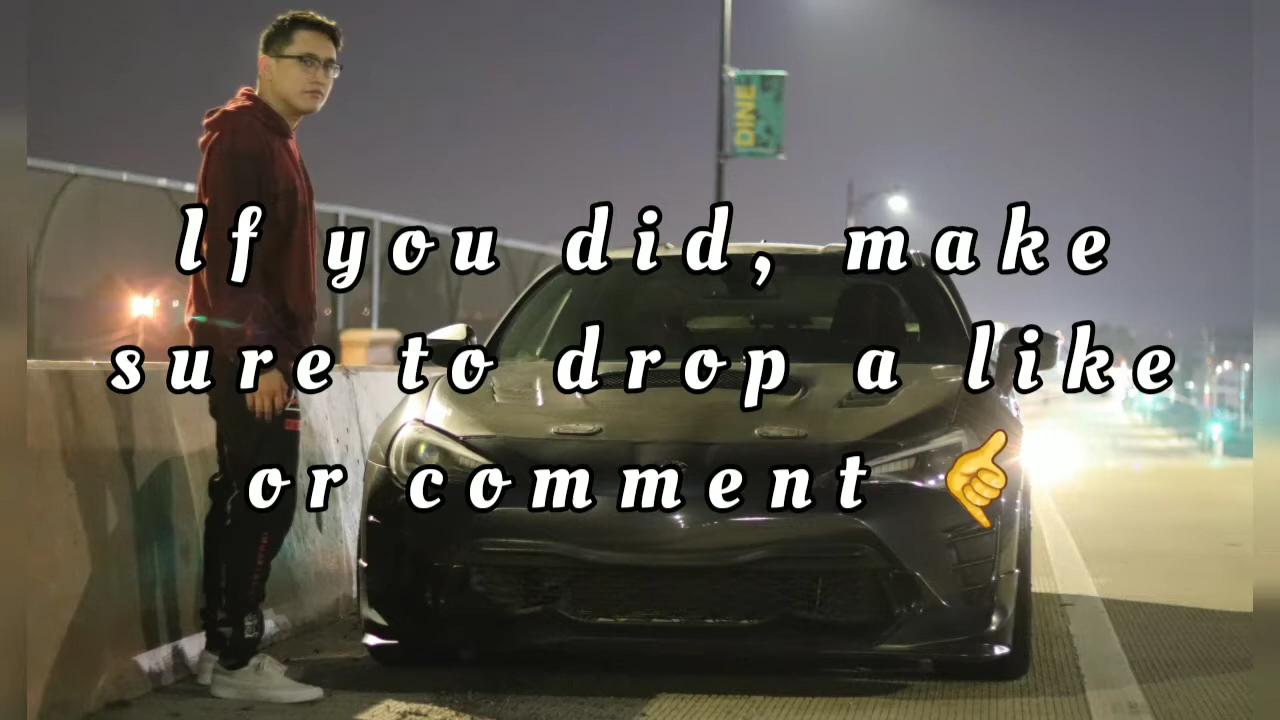 DINE
If you did, make
sure to drop a like
or comment 🤙